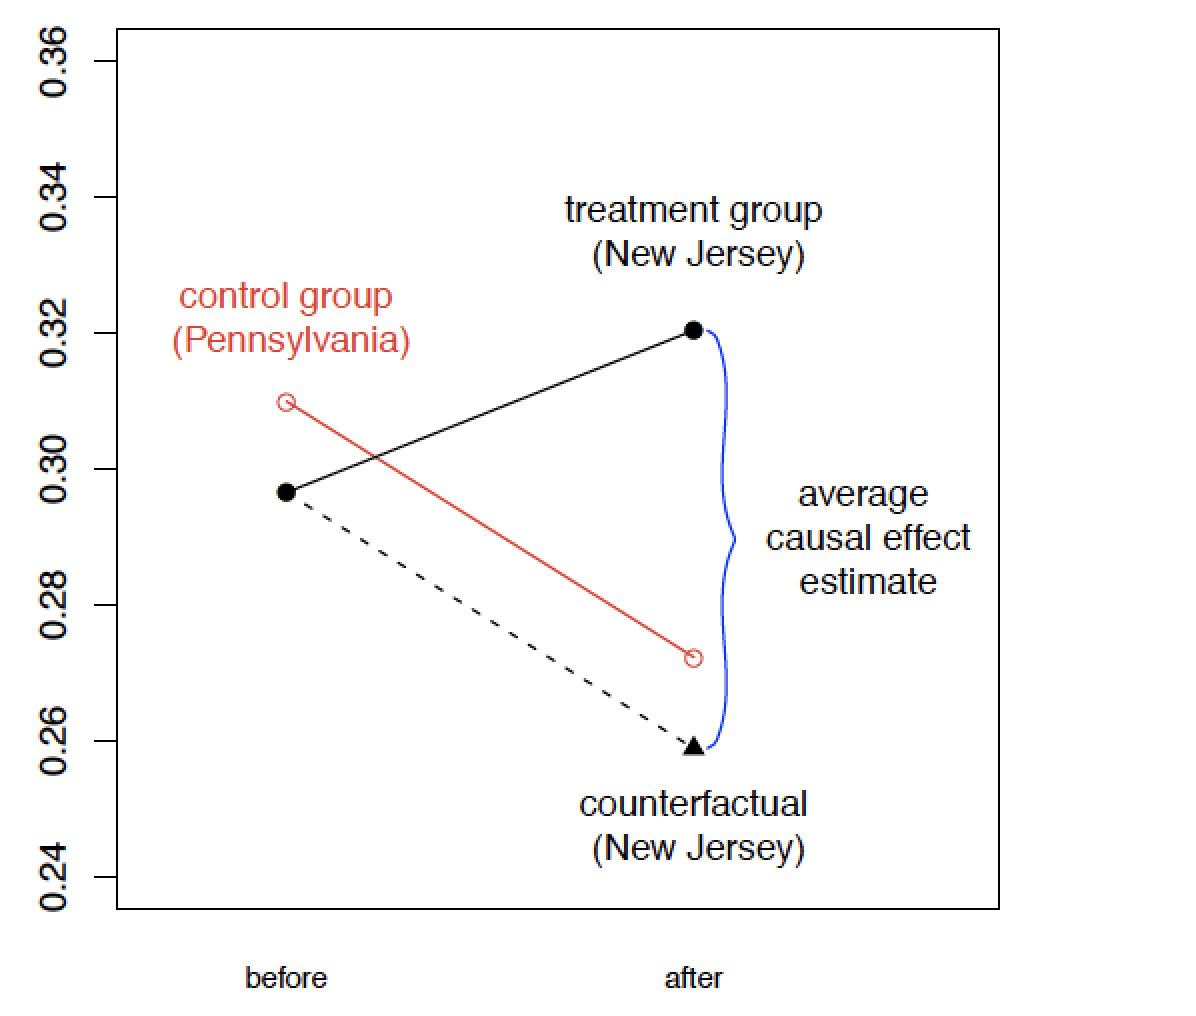 0.36
0.34
0.32
0.30
0.28
0.26
0.24
treatment group
(New Jersey)
control group
(Pennsylvania)
average
causal effect
estimate
counterfactual
(New Jersey)
before
after